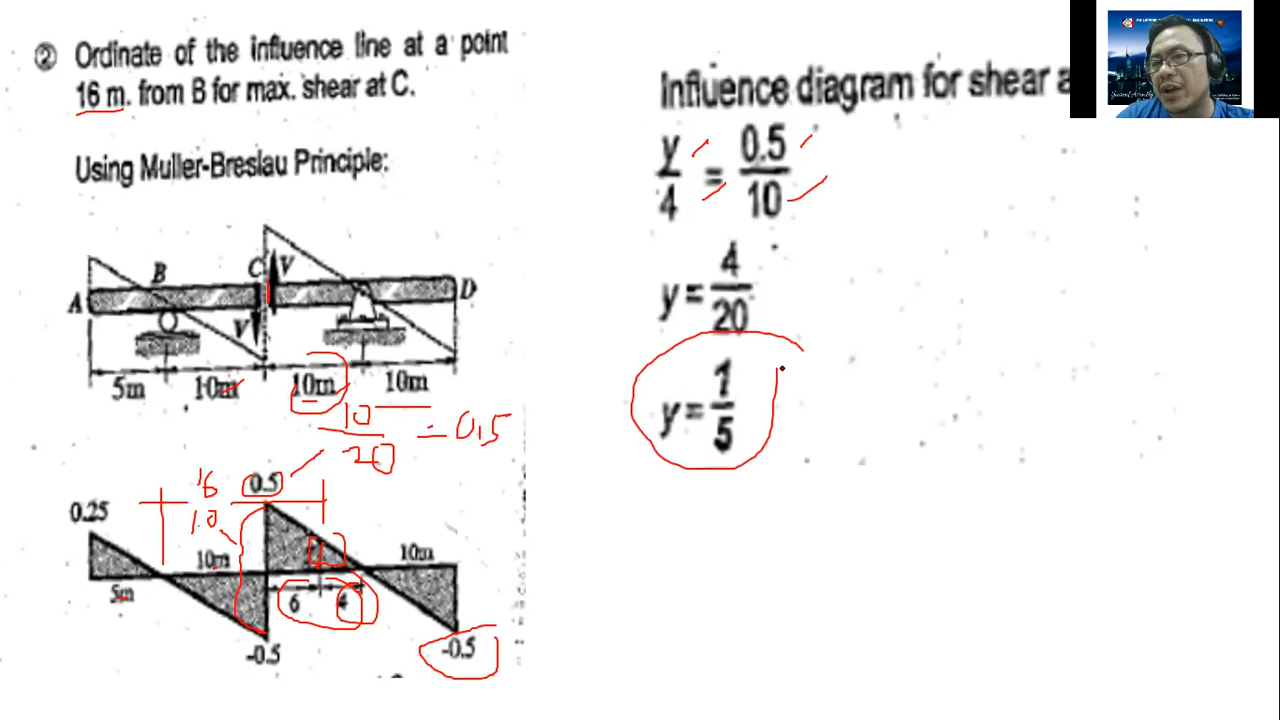 ② Ordinate of the influence line at a point
16 m. from B for max. shear at C.
Using Muller-Breslau Principle:
A B C V V D
5m 10m 10m 10m
10
20
= 0.5
16
1.0
0.25
0.5
10m
10m
5m
6 4
-0.5
-0.5
Influence diagram for shear a
y/4 = 0.5/10
y = 4/20
y = 1/5